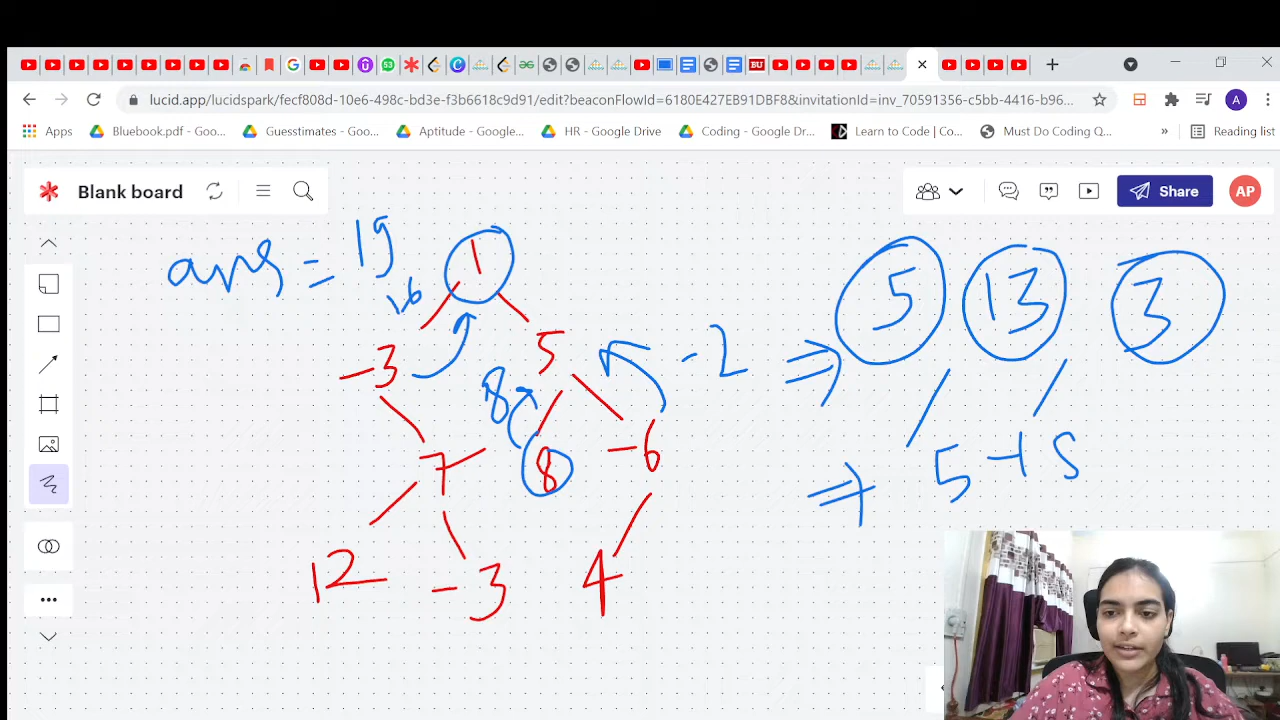 53
EU
lucid.app/lucidspark/fecf808d-10e6-498c-bd3e-f3b6618c9d91/edit?beaconFlowId=6180E427EB91DBF8&invitationId=inv_70591356-c5bb-4416-b96...
A
Apps
Bluebook.pdf - Goo...
Guesstimates - Goo...
Aptitude - Google...
HR - Google Drive
Coding - Google Dr...
Learn to Code | Co...
Must Do Coding Q...
»
Reading list
Blank board
Share
AP
ans = 19
1
16
5 13 3
-3 5
-2 ⇒
8
7 8 -6
⇒ 5
12 -3 4